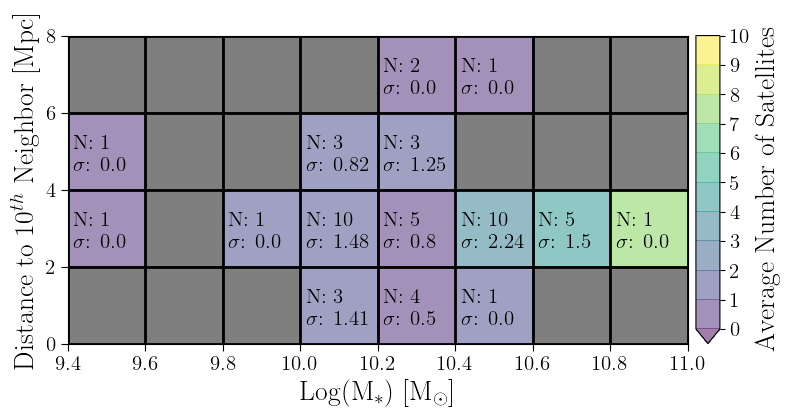 Distance to 10th Neighbor [Mpc]
8
6
4
2
0
N: 2
σ: 0.0
N: 1
σ: 0.0
N: 1
σ: 0.0
N: 3
σ: 0.82
N: 3
σ: 1.25
N: 1
σ: 0.0
N: 1
σ: 0.0
N: 10
σ: 1.48
N: 5
σ: 0.8
N: 10
σ: 2.24
N: 5
σ: 1.5
N: 1
σ: 0.0
N: 3
σ: 1.41
N: 4
σ: 0.5
N: 1
σ: 0.0
9.4 9.6 9.8 10.0 10.2 10.4 10.6 10.8 11.0
Log(M*) [M⊙]
10
9
8
7
6
5
4
3
2
1
0
Average Number of Satellites